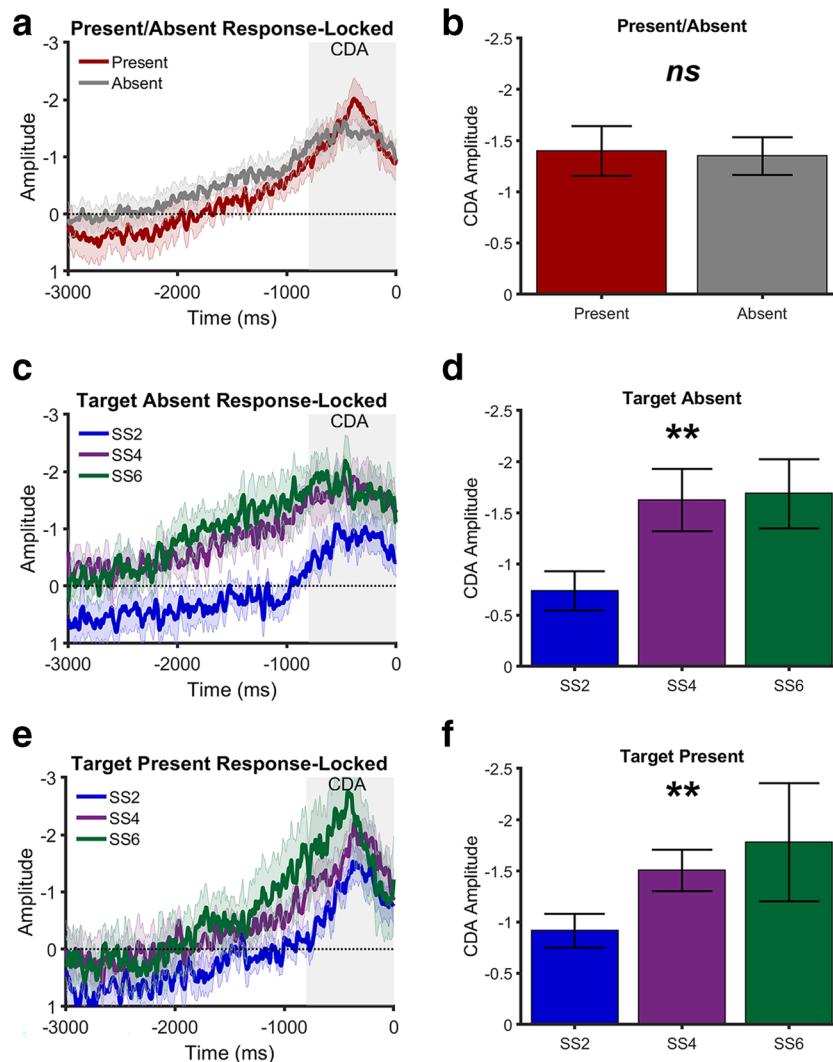 a
Present/Absent Response-Locked
CDA
Present
Absent
Amplitude
-3
-2
-1
0
1
-3000 -2000 -1000 0
Time (ms)
b
Present/Absent
ns
CDA Amplitude
-2.5
-2
-1.5
-1
-0.5
0
Present Absent
c
Target Absent Response-Locked
CDA
SS2
SS4
SS6
Amplitude
-3
-2
-1
0
1
-3000 -2000 -1000 0
Time (ms)
d
Target Absent
**
CDA Amplitude
-2.5
-2
-1.5
-1
-0.5
0
SS2 SS4 SS6
e
Target Present Response-Locked
CDA
SS2
SS4
SS6
Amplitude
-3
-2
-1
0
1
-3000 -2000 -1000 0
Time (ms)
f
Target Present
**
CDA Amplitude
-2.5
-2
-1.5
-1
-0.5
0
SS2 SS4 SS6